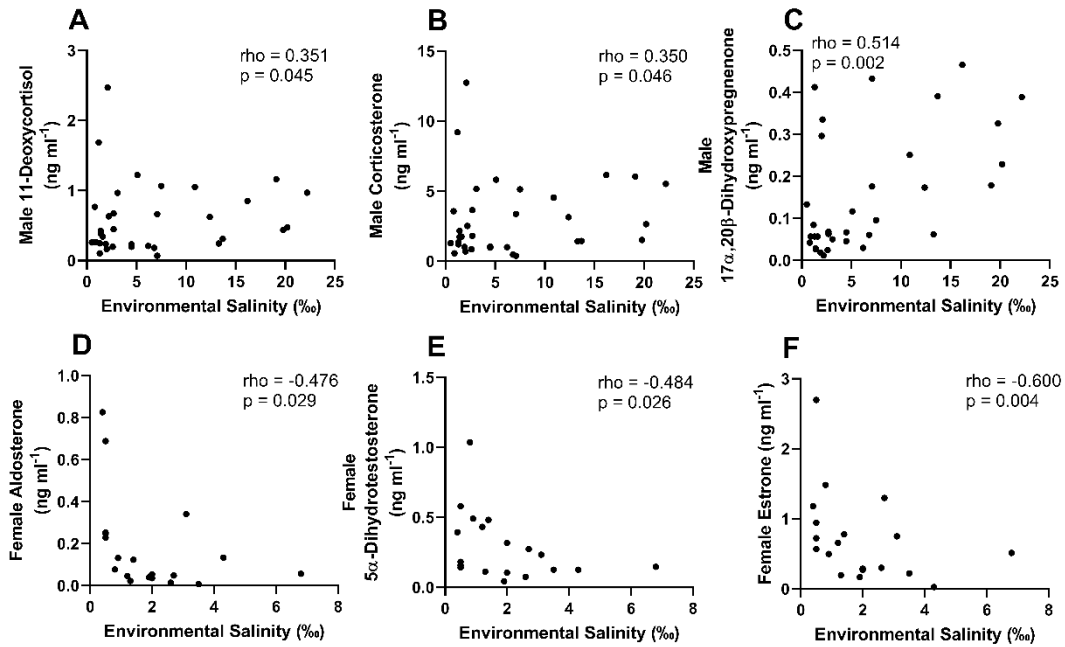 A
Male 11-Deoxycortisol
(ng ml⁻¹)
rho = 0.351
p = 0.045
3
2
1
0
0 5 10 15 20 25
Environmental Salinity (‰)
B
Male Corticosterone
(ng ml⁻¹)
rho = 0.350
p = 0.046
15
10
5
0
0 5 10 15 20 25
Environmental Salinity (‰)
C
Male
17α,20β-Dihydroxypregnenone
(ng ml⁻¹)
rho = 0.514
p = 0.002
0.5
0.4
0.3
0.2
0.1
0.0
0 5 10 15 20 25
Environmental Salinity (‰)
D
Female Aldosterone
(ng ml⁻¹)
rho = -0.476
p = 0.029
1.0
0.8
0.6
0.4
0.2
0.0
0 2 4 6 8
Environmental Salinity (‰)
E
Female
5α-Dihydrotestosterone
(ng ml⁻¹)
rho = -0.484
p = 0.026
1.5
1.0
0.5
0.0
0 2 4 6 8
Environmental Salinity (‰)
F
Female Estrone (ng ml⁻¹)
rho = -0.600
p = 0.004
3
2
1
0
0 2 4 6 8
Environmental Salinity (‰)